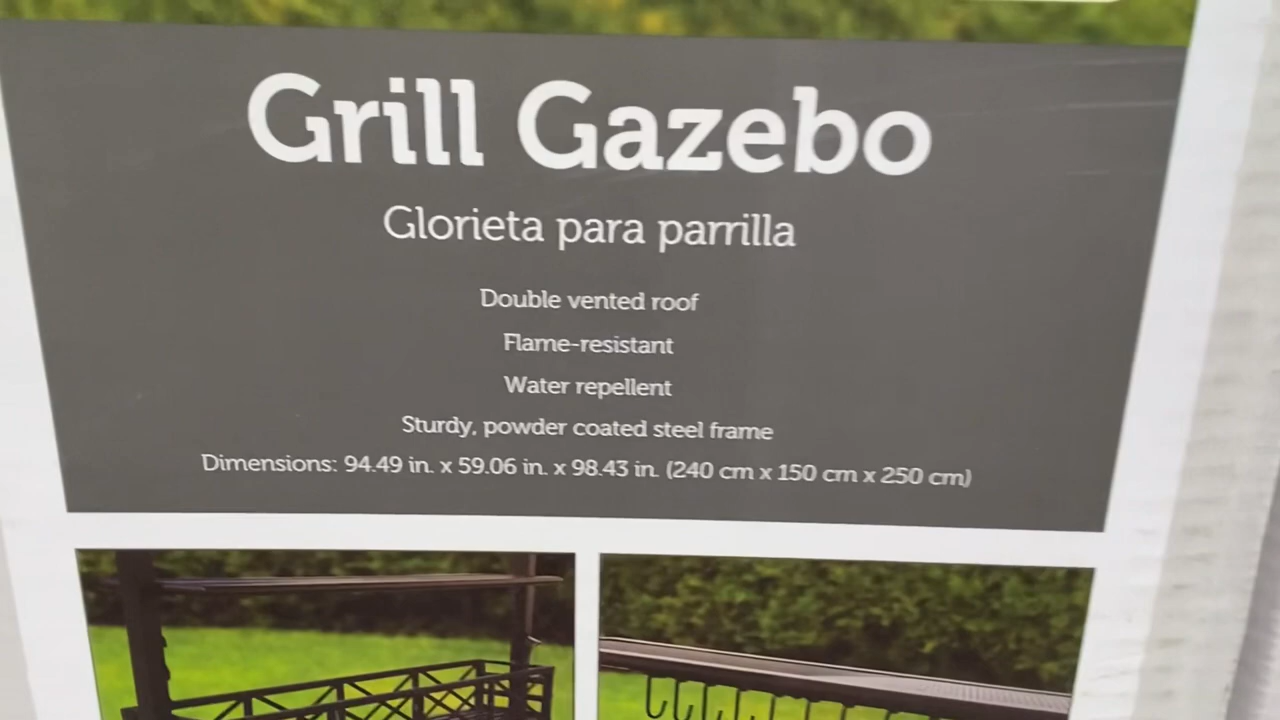 Grill Gazebo
Glorieta para parrilla
Double vented roof
Flame-resistant
Water repellent
Sturdy, powder coated steel frame
Dimensions: 94.49 in. x 59.06 in. x 98.43 in. (240 cm x 150 cm x 250 cm)